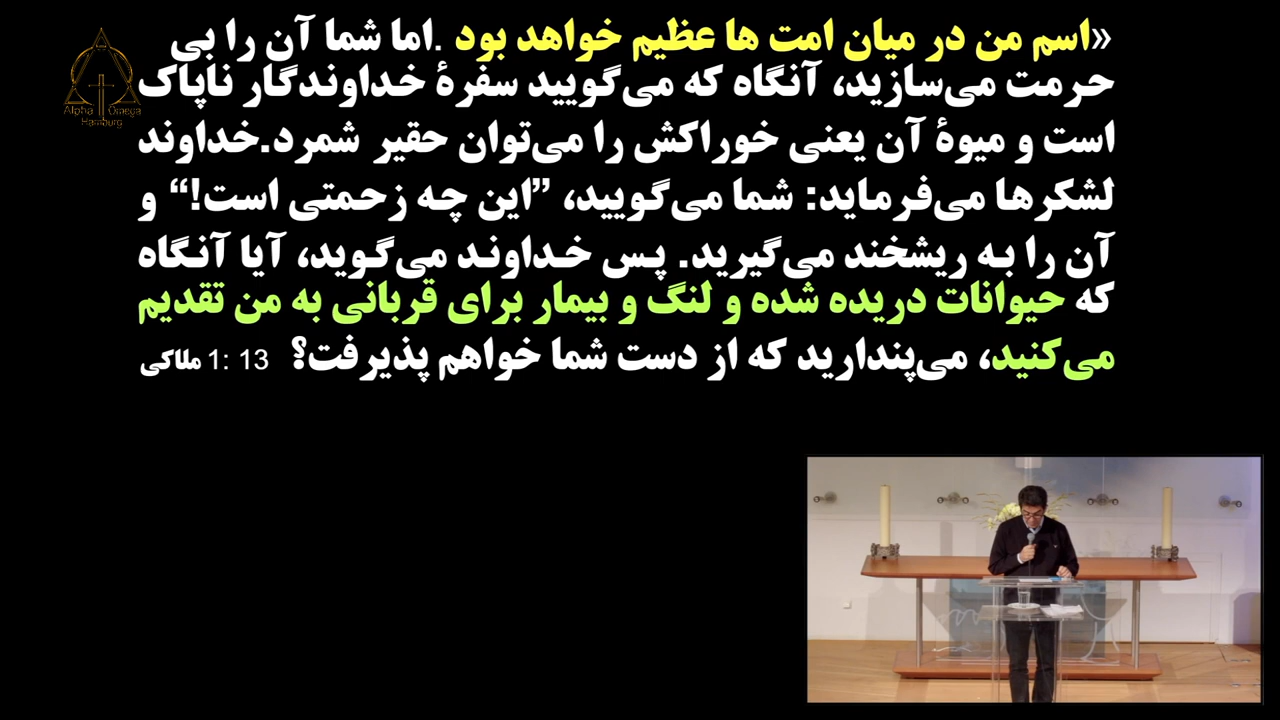 «اسم من در میان امت ها عظیم خواهد بود .اما شما آن را بی
حرمت می‌سازید، آنگاه که می‌گویید سفرۀ خداوندگار ناپاک
است و میوۀ آن یعنی خوراکش را می‌توان حقیر شمرد.خداوند
لشکرها می‌فرماید: شما می‌گویید، ”این چه زحمتی است!“ و
آن را به ریشخند می‌گیرید. پس خداوند می‌گوید، آیا آنگاه
که حیوانات دریده شده و لنگ و بیمار برای قربانی به من تقدیم
می‌کنید، می‌پندارید که از دست شما خواهم پذیرفت؟ 13 :1 ملاکی
Alpha Omega
Hamburg